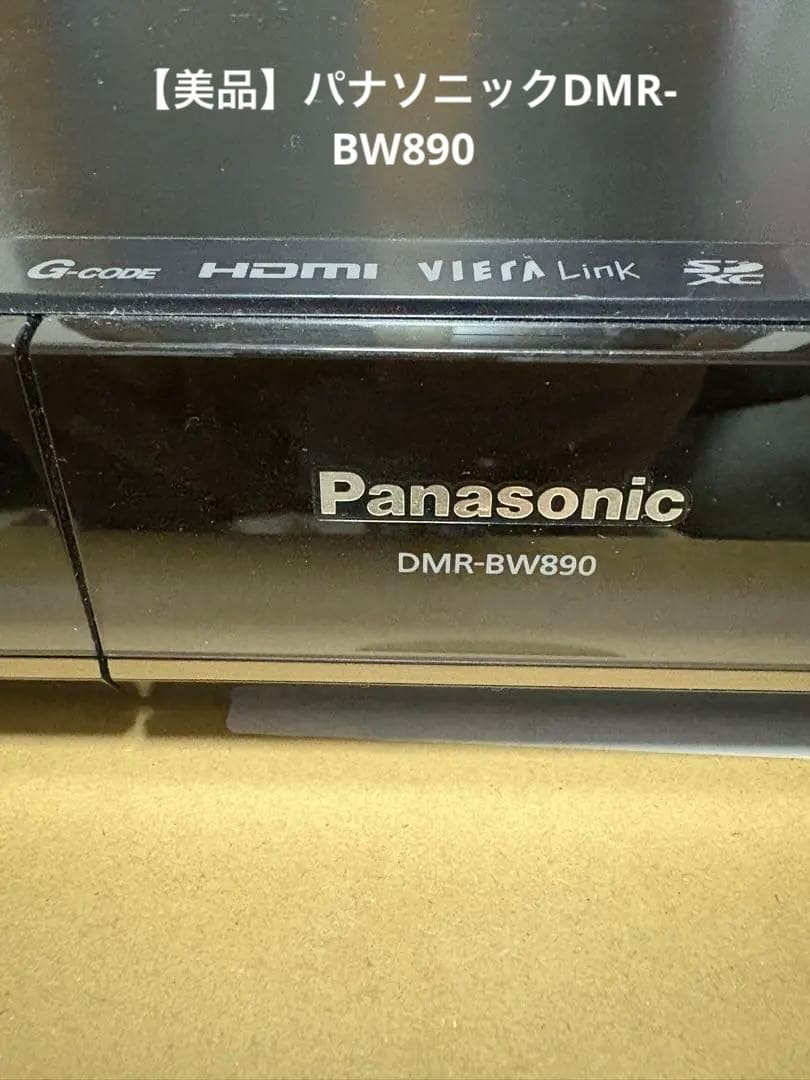 【美品】パナソニックDMR-
BW890
G-CODE HDMI VIERA Link SD XC
Panasonic
DMR-BW890